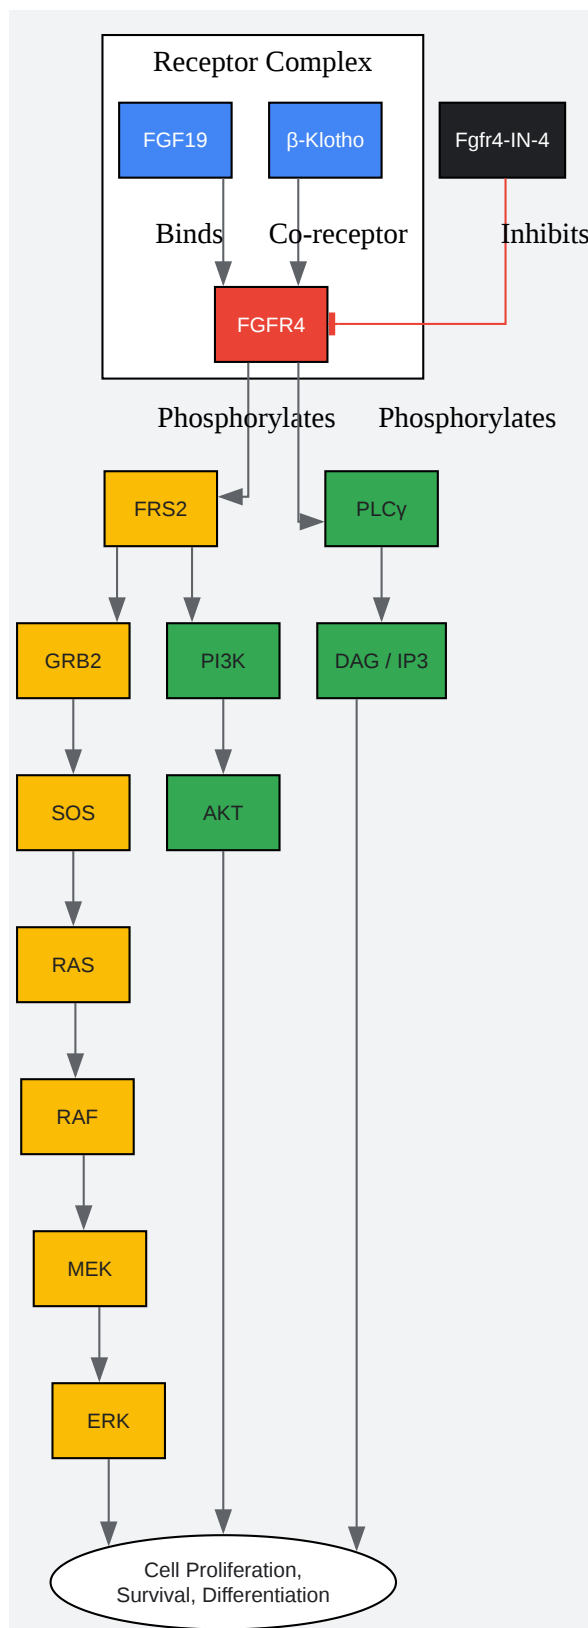 Receptor Complex
FGF19
β-Klotho
Fgfr4-IN-4
Binds
Co-receptor
Inhibits
FGFR4
Phosphorylates
Phosphorylates
FRS2
PLCγ
GRB2
PI3K
DAG / IP3
SOS
AKT
RAS
RAF
MEK
ERK
Cell Proliferation,
Survival, Differentiation